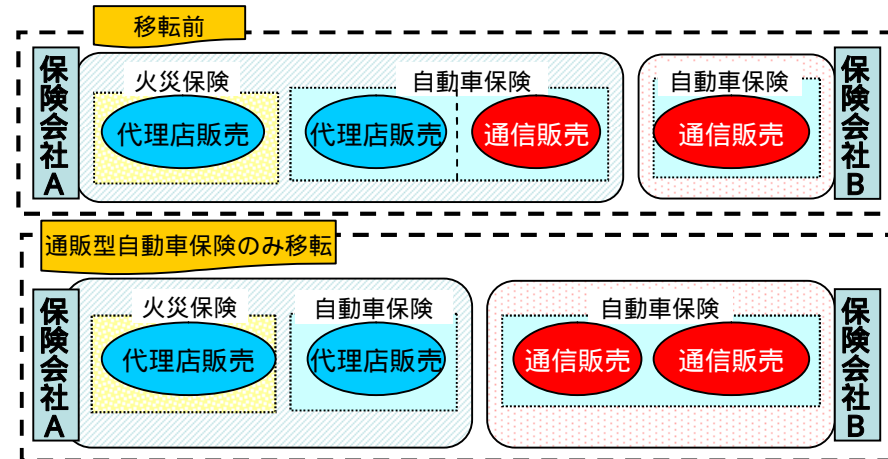 移転前
保険会社A
火災保険
自動車保険
自動車保険
保険会社B
代理店販売
代理店販売
通信販売
通信販売
通販型自動車保険のみ移転
保険会社A
火災保険
自動車保険
自動車保険
保険会社B
代理店販売
代理店販売
通信販売
通信販売